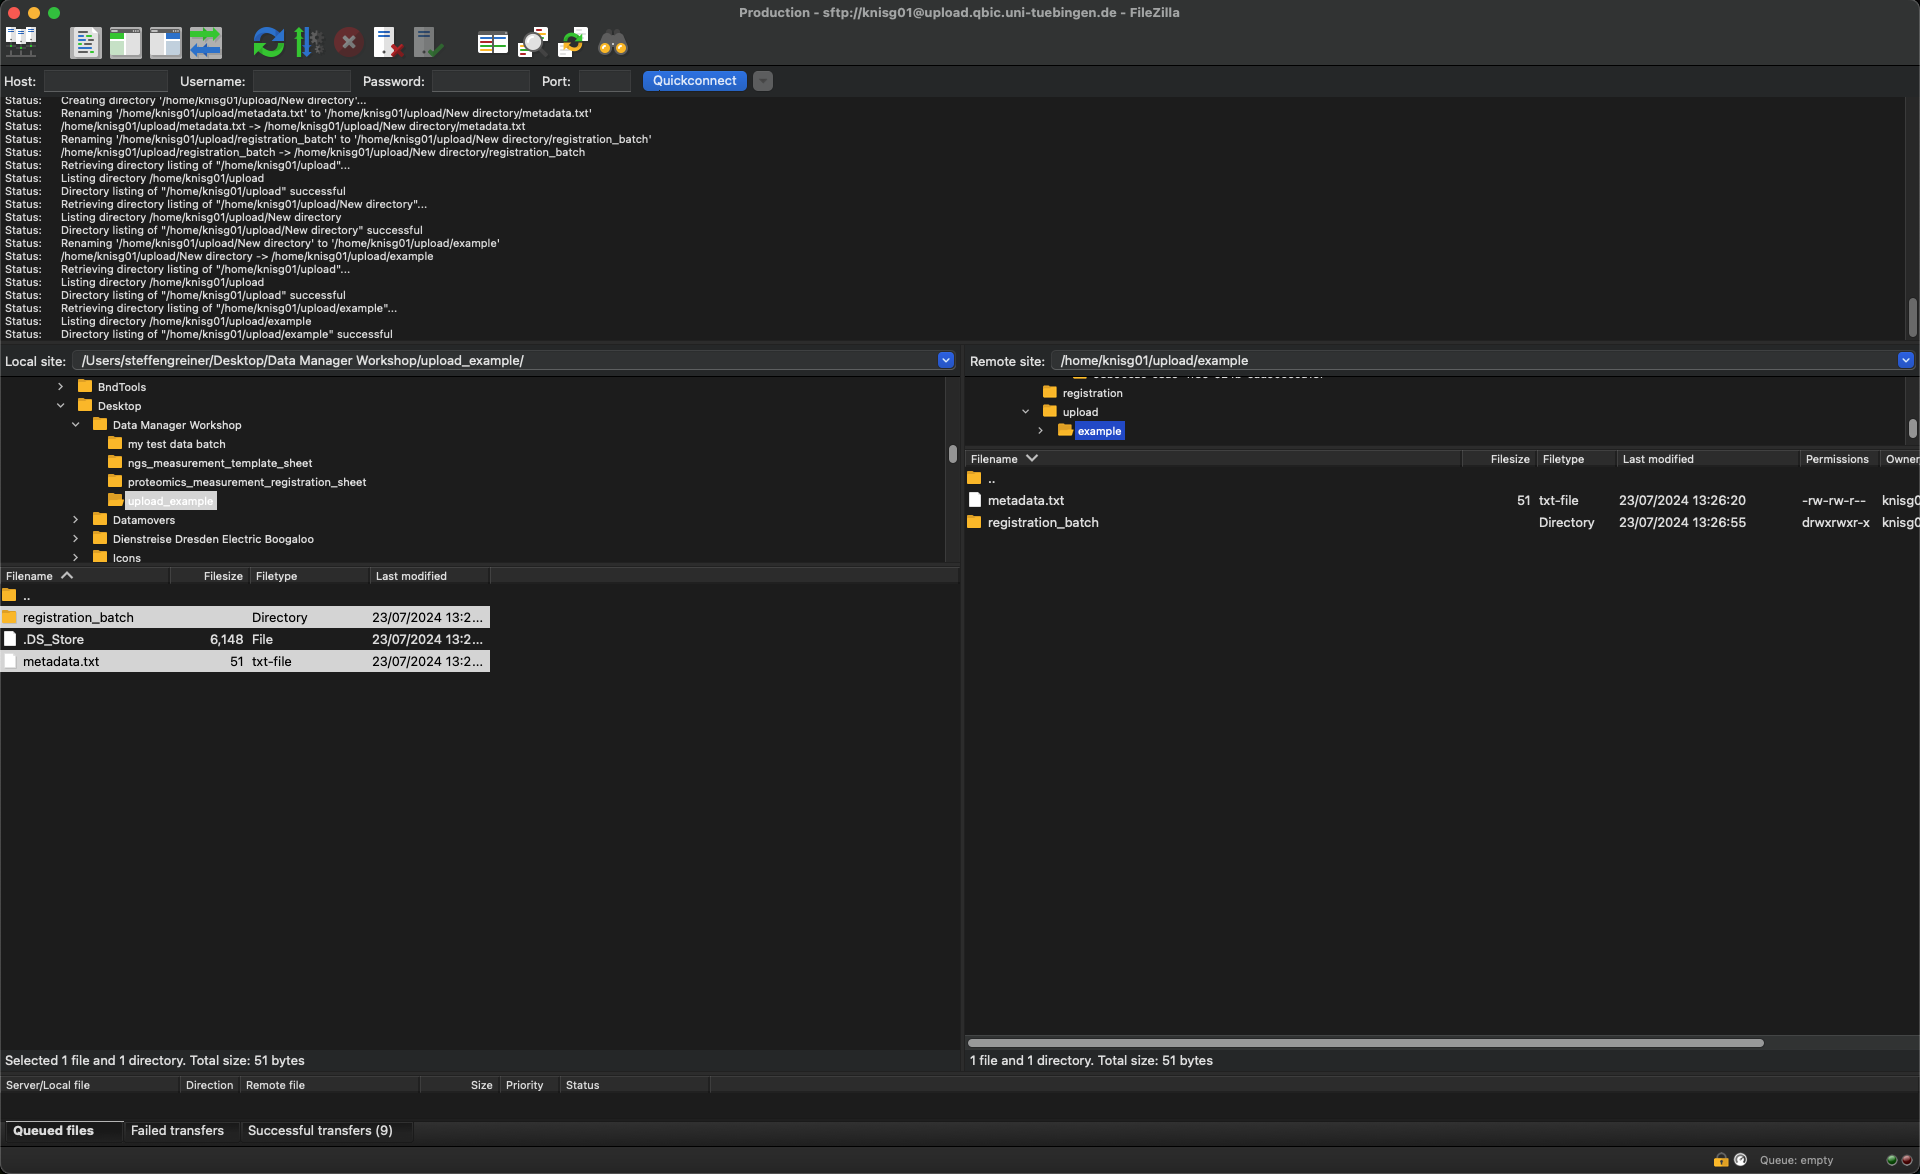 Production - sftp://knisg01@upload.qbic.uni-tuebingen.de - FileZilla
Host: Username: Password: Port: Quickconnect
Status: Creating directory '/home/knisg01/upload/New directory'...
Status: Renaming '/home/knisg01/upload/metadata.txt' to '/home/knisg01/upload/New directory/metadata.txt'
Status: /home/knisg01/upload/metadata.txt -> /home/knisg01/upload/New directory/metadata.txt
Status: Renaming '/home/knisg01/upload/registration_batch' to '/home/knisg01/upload/New directory/registration_batch'
Status: /home/knisg01/upload/registration_batch -> /home/knisg01/upload/New directory/registration_batch
Status: Retrieving directory listing of "/home/knisg01/upload"...
Status: Listing directory /home/knisg01/upload
Status: Directory listing of "/home/knisg01/upload" successful
Status: Retrieving directory listing of "/home/knisg01/upload/New directory"...
Status: Listing directory /home/knisg01/upload/New directory
Status: Directory listing of "/home/knisg01/upload/New directory" successful
Status: Renaming '/home/knisg01/upload/New directory' to '/home/knisg01/upload/example'
Status: /home/knisg01/upload/New directory -> /home/knisg01/upload/example
Status: Retrieving directory listing of "/home/knisg01/upload"...
Status: Listing directory /home/knisg01/upload
Status: Directory listing of "/home/knisg01/upload" successful
Status: Retrieving directory listing of "/home/knisg01/upload/example"...
Status: Listing directory /home/knisg01/upload/example
Status: Directory listing of "/home/knisg01/upload/example" successful
Local site: /Users/steffengreiner/Desktop/Data Manager Workshop/upload_example/
BndTools
Desktop
Data Manager Workshop
my test data batch
ngs_measurement_template_sheet
proteomics_measurement_registration_sheet
upload_example
Datamovers
Dienstreise Dresden Electric Boogaloo
Icons
Filename Filesize Filetype Last modified
..
registration_batch Directory 23/07/2024 13:2...
.DS_Store 6,148 File 23/07/2024 13:2...
metadata.txt 51 txt-file 23/07/2024 13:2...
Selected 1 file and 1 directory. Total size: 51 bytes
Remote site: /home/knisg01/upload/example
registration
upload
example
Filename Filesize Filetype Last modified Permissions Owner
..
metadata.txt 51 txt-file 23/07/2024 13:26:20 -rw-rw-r-- knisg0
registration_batch Directory 23/07/2024 13:26:55 drwxrwxr-x knisg0
1 file and 1 directory. Total size: 51 bytes
Server/Local file Direction Remote file Size Priority Status
Queued files Failed transfers Successful transfers (9)
Queue: empty